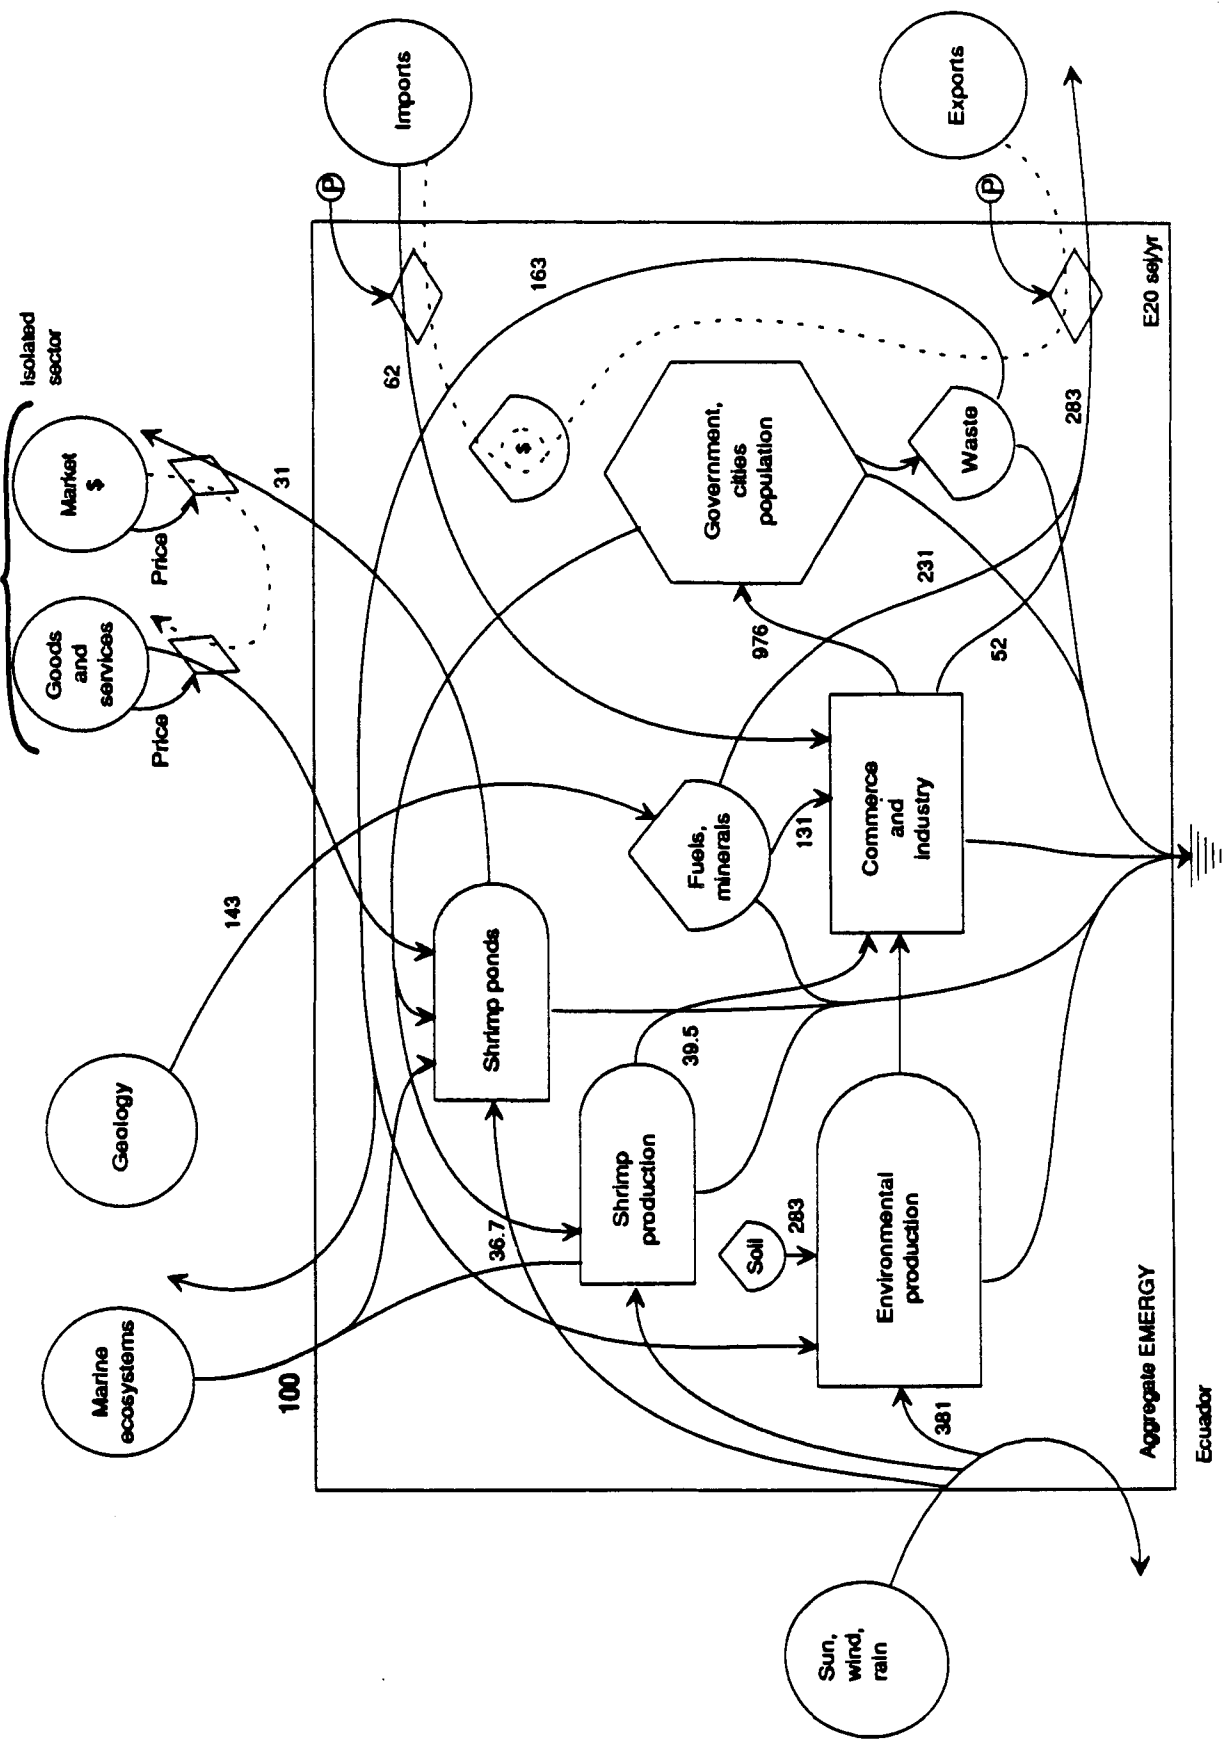 Isolated
sector
Goods
and
services
Market
$
Price
Price
Marine
ecosystems
Geology
Imports
P
100
143
31
62
163
Shrimp ponds
36.7
Shrimp
production
39.5
$
Fuels,
minerals
131
Government,
cities
population
976
231
Waste
Soil
283
Environmental
production
381
Commerce
and
industry
52
283
P
Exports
Sun,
wind,
rain
Aggregate EMERGY
E20 sej/yr
Ecuador